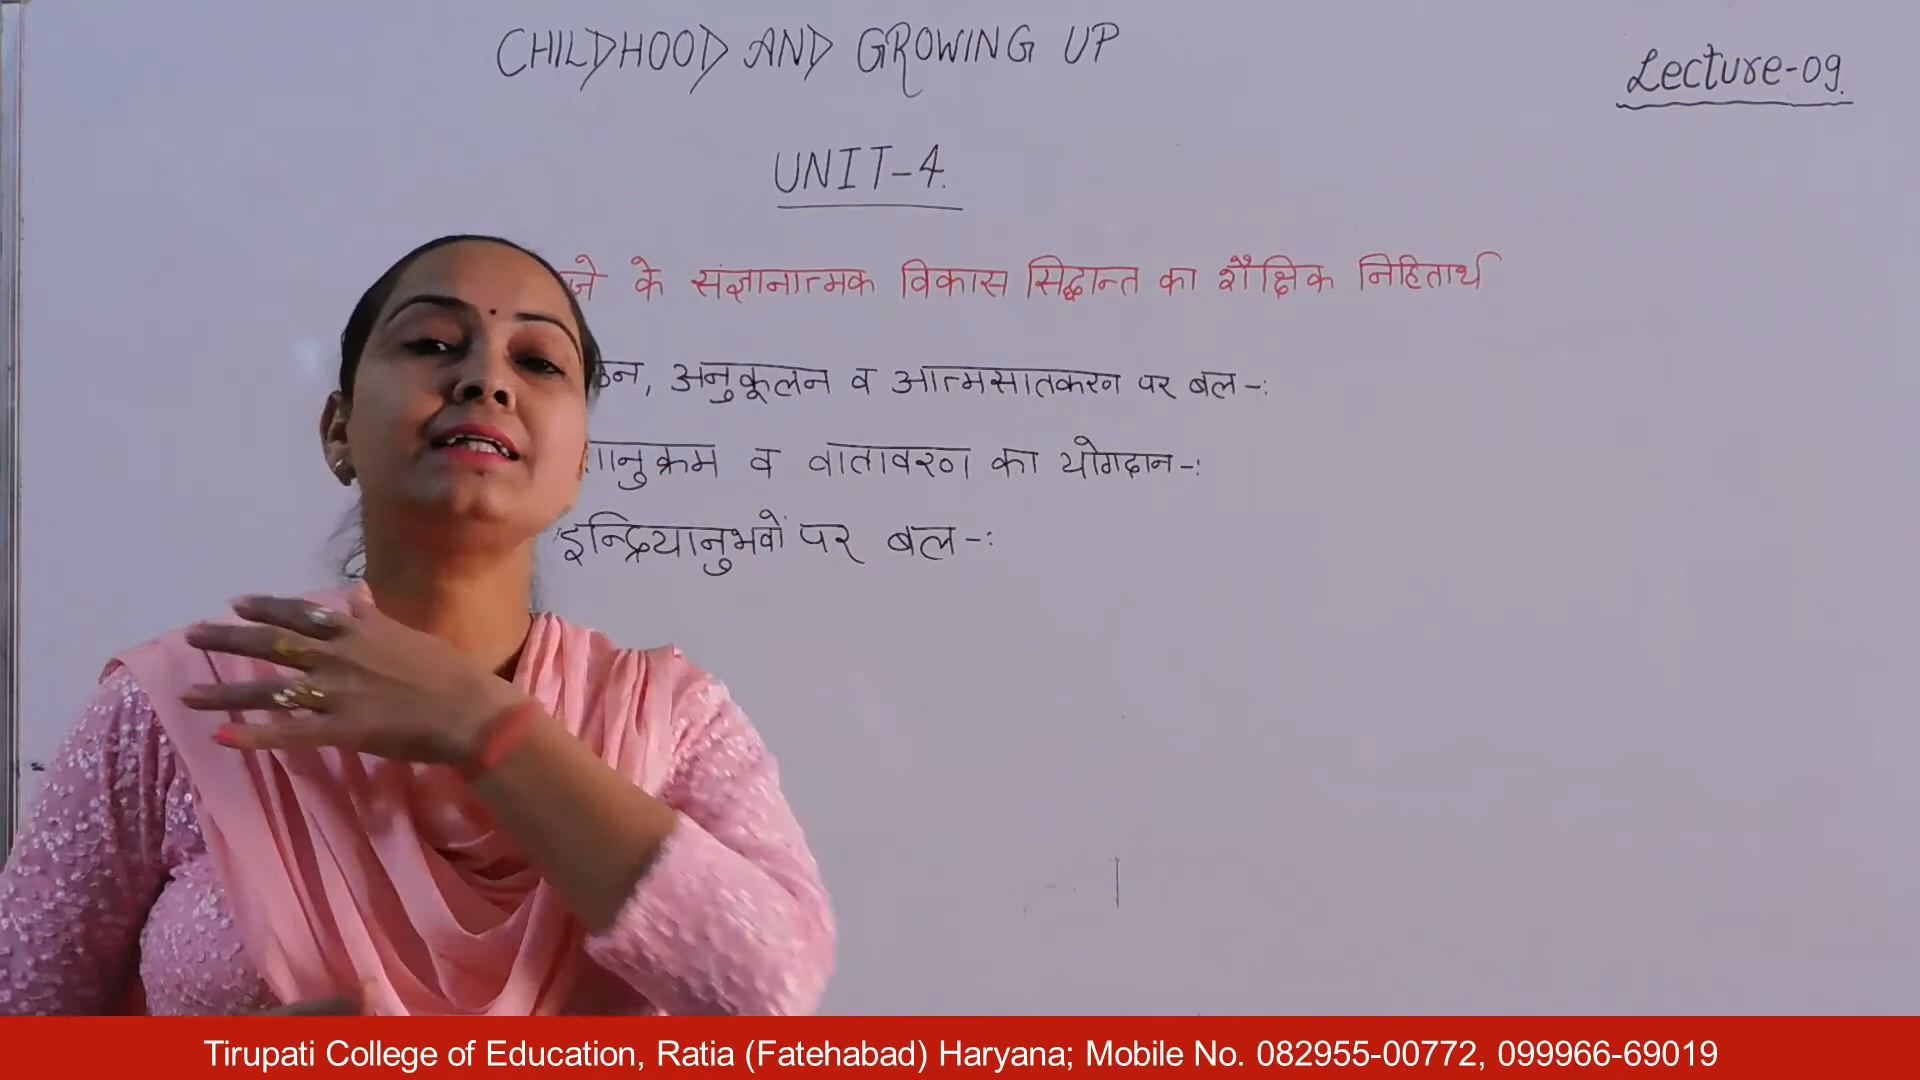 CHILDHOOD AND GROWING UP
Lecture-09.
UNIT-4.
के संज्ञानात्मक विकास सिद्धान्त का शैक्षिक निहितार्थ
अनुकूलन व आत्मसातकरण पर बल -:
व वातावरण का योगदान -:
इन्द्रियानुभवों पर बल -:
Tirupati College of Education, Ratia (Fatehabad) Haryana; Mobile No. 082955-00772, 099966-69019